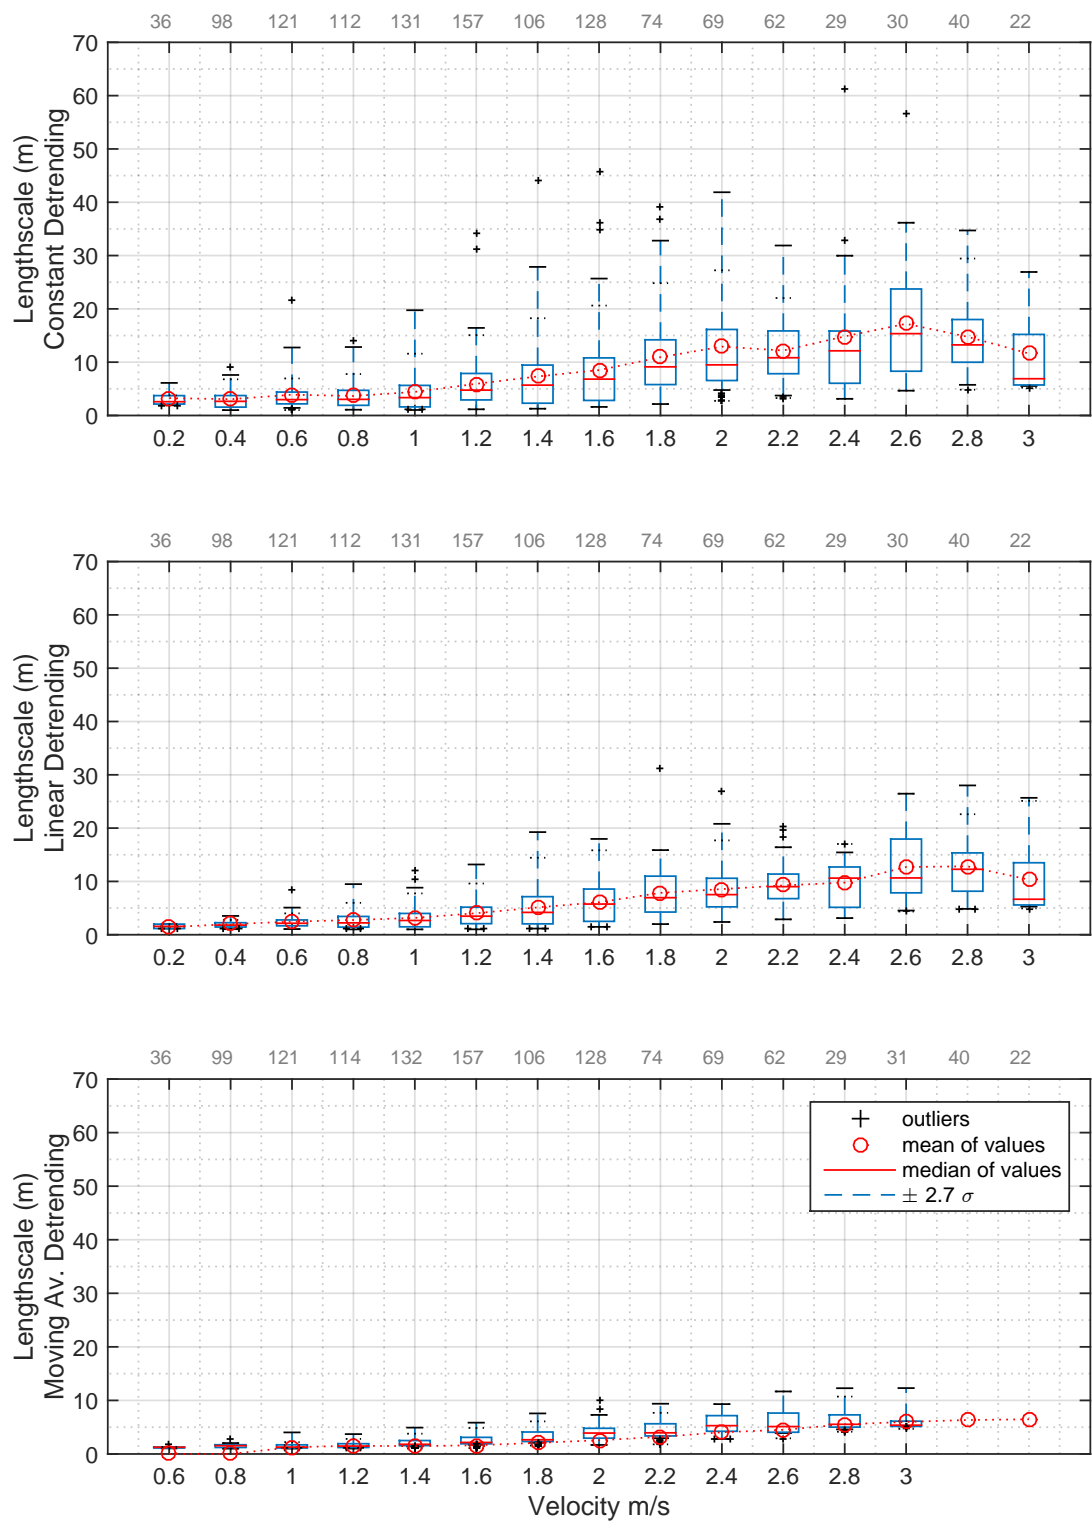 36 98 121 112 131 157 106 128 74 69 62 29 30 40 22
70
60
50
40
30
20
10
0
Lengthscale (m)
Constant Detrending
0.2 0.4 0.6 0.8 1 1.2 1.4 1.6 1.8 2 2.2 2.4 2.6 2.8 3
36 98 121 112 131 157 106 128 74 69 62 29 30 40 22
70
60
50
40
30
20
10
0
Lengthscale (m)
Linear Detrending
0.2 0.4 0.6 0.8 1 1.2 1.4 1.6 1.8 2 2.2 2.4 2.6 2.8 3
36 99 121 114 132 157 106 128 74 69 62 29 31 40 22
70
60
50
40
30
20
10
0
Lengthscale (m)
Moving Av. Detrending
outliers
mean of values
median of values
± 2.7 σ
0.6 0.8 1 1.2 1.4 1.6 1.8 2 2.2 2.4 2.6 2.8 3
Velocity m/s